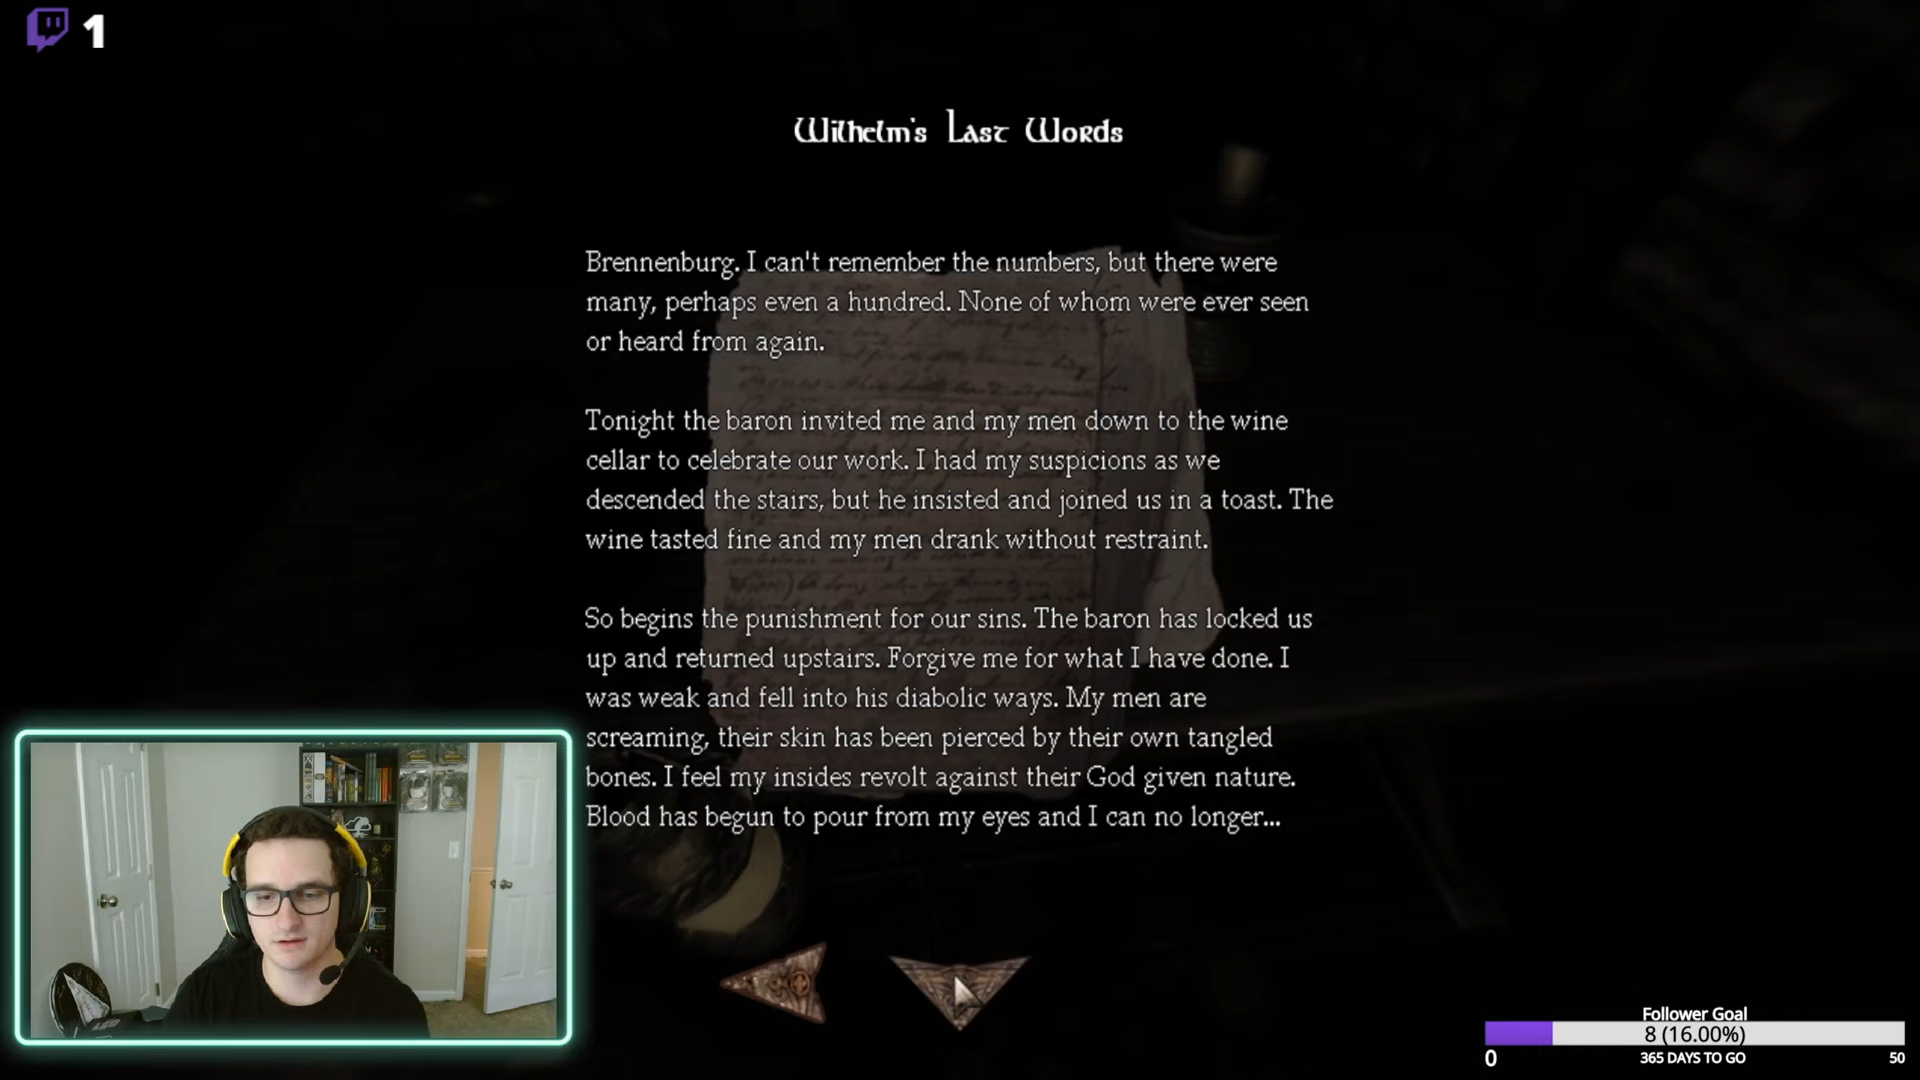 1
Wilhelm's Last Words
Brennenburg. I can't remember the numbers, but there were
many, perhaps even a hundred. None of whom were ever seen
or heard from again.
Tonight the baron invited me and my men down to the wine
cellar to celebrate our work. I had my suspicions as we
descended the stairs, but he insisted and joined us in a toast. The
wine tasted fine and my men drank without restraint.
So begins the punishment for our sins. The baron has locked us
up and returned upstairs. Forgive me for what I have done. I
was weak and fell into his diabolic ways. My men are
screaming, their skin has been pierced by their own tangled
bones. I feel my insides revolt against their God given nature.
Blood has begun to pour from my eyes and I can no longer...
Follower Goal
8 (16.00%)
0 365 DAYS TO GO 50